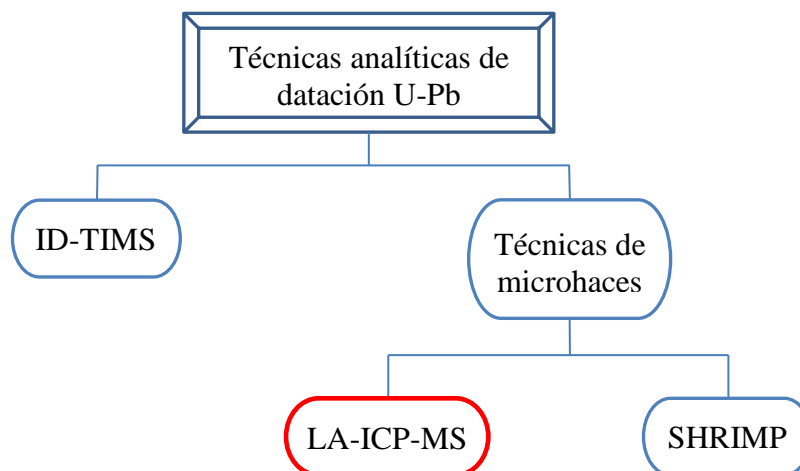 Técnicas analíticas de
datación U-Pb
ID-TIMS
Técnicas de
microhaces
LA-ICP-MS
SHRIMP